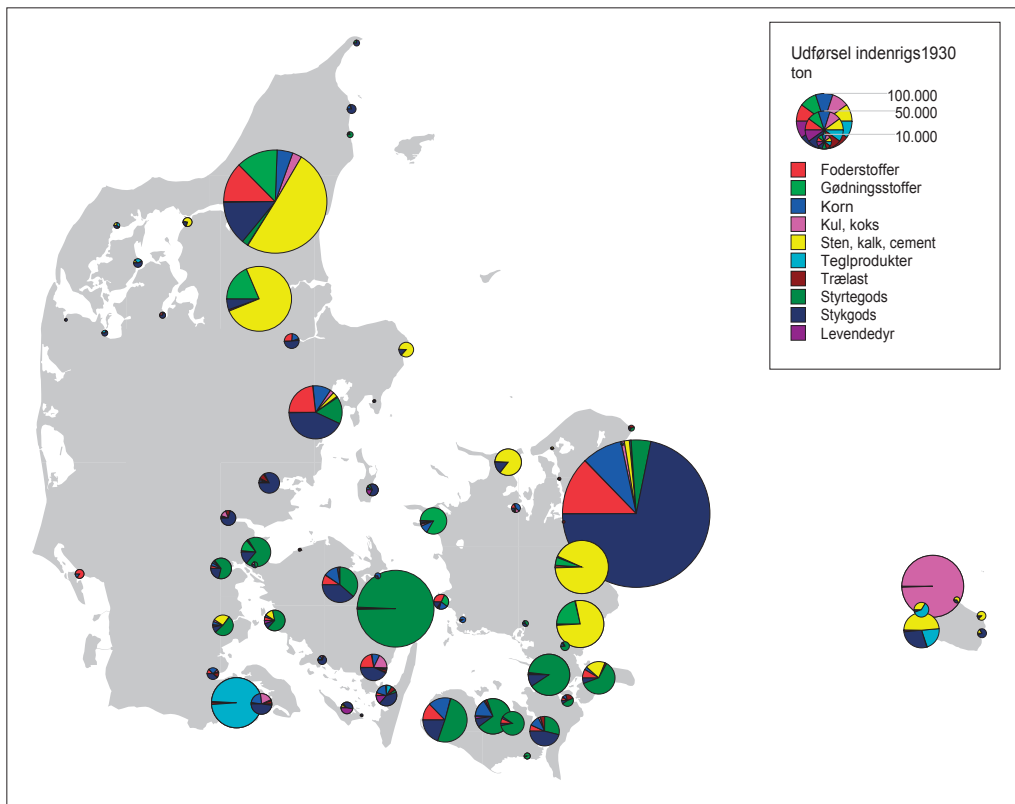 Udførsel indenrigs1930
ton
100.000
50.000
10.000
Foderstoffer
Gødningsstoffer
Korn
Kul, koks
Sten, kalk, cement
Teglprodukter
Trælast
Styrtegods
Stykgods
Levendedyr